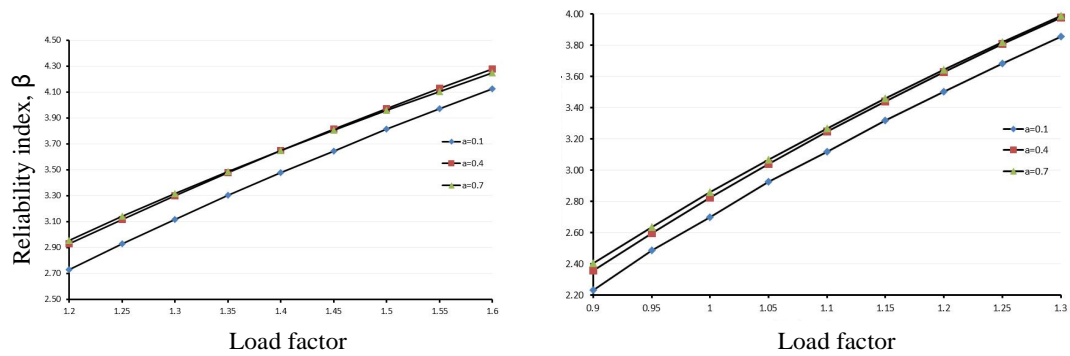 Reliability index, β
4.50
4.30
4.10
3.90
3.70
3.50
3.30
3.10
2.90
2.70
2.50
1.2 1.25 1.3 1.35 1.4 1.45 1.5 1.55 1.6
a=0.1
a=0.4
a=0.7
Load factor
4.00
3.80
3.60
3.40
3.20
3.00
2.80
2.60
2.40
2.20
0.9 0.95 1 1.05 1.1 1.15 1.2 1.25 1.3
a=0.1
a=0.4
a=0.7
Load factor